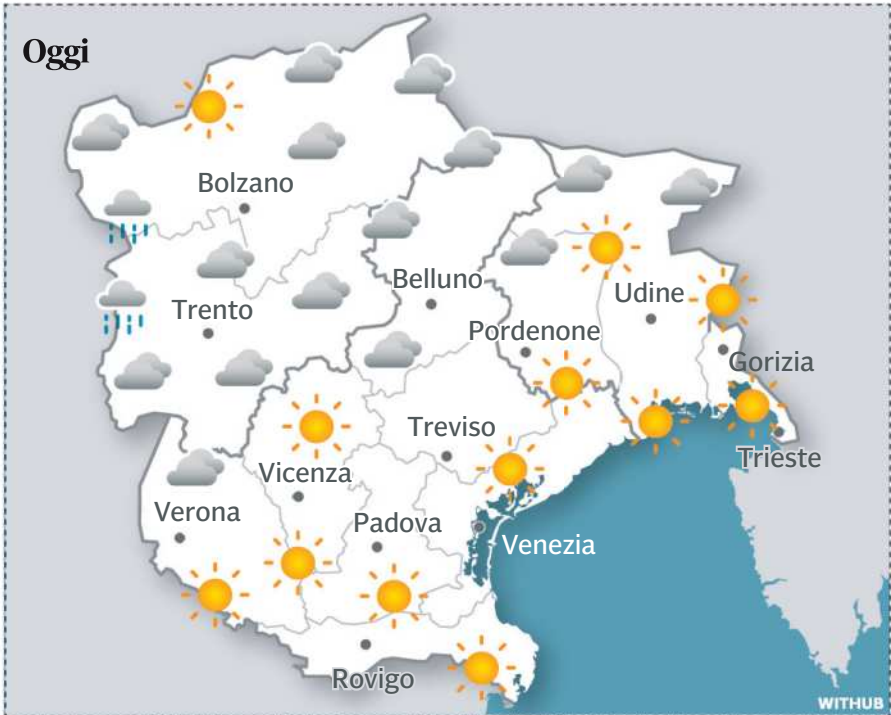 Oggi
Bolzano
Belluno
Trento
Udine
Pordenone
Gorizia
Treviso
Trieste
Vicenza
Verona
Padova
Venezia
Rovigo
WITHUB